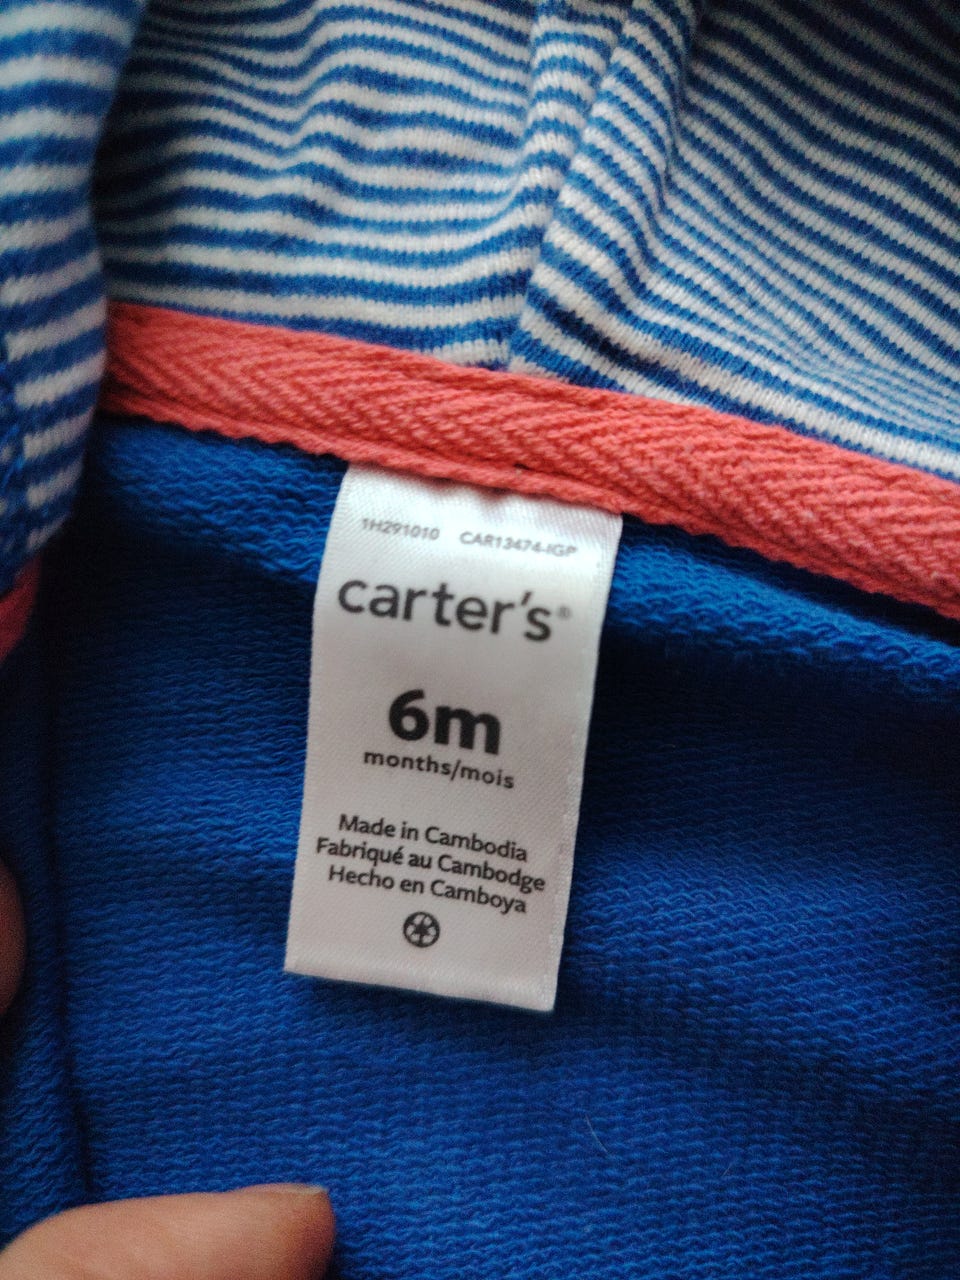 1H291010 CAR13474-IGP
carter's®
6m
months/mois
Made in Cambodia
Fabriqué au Cambodge
Hecho en Camboya